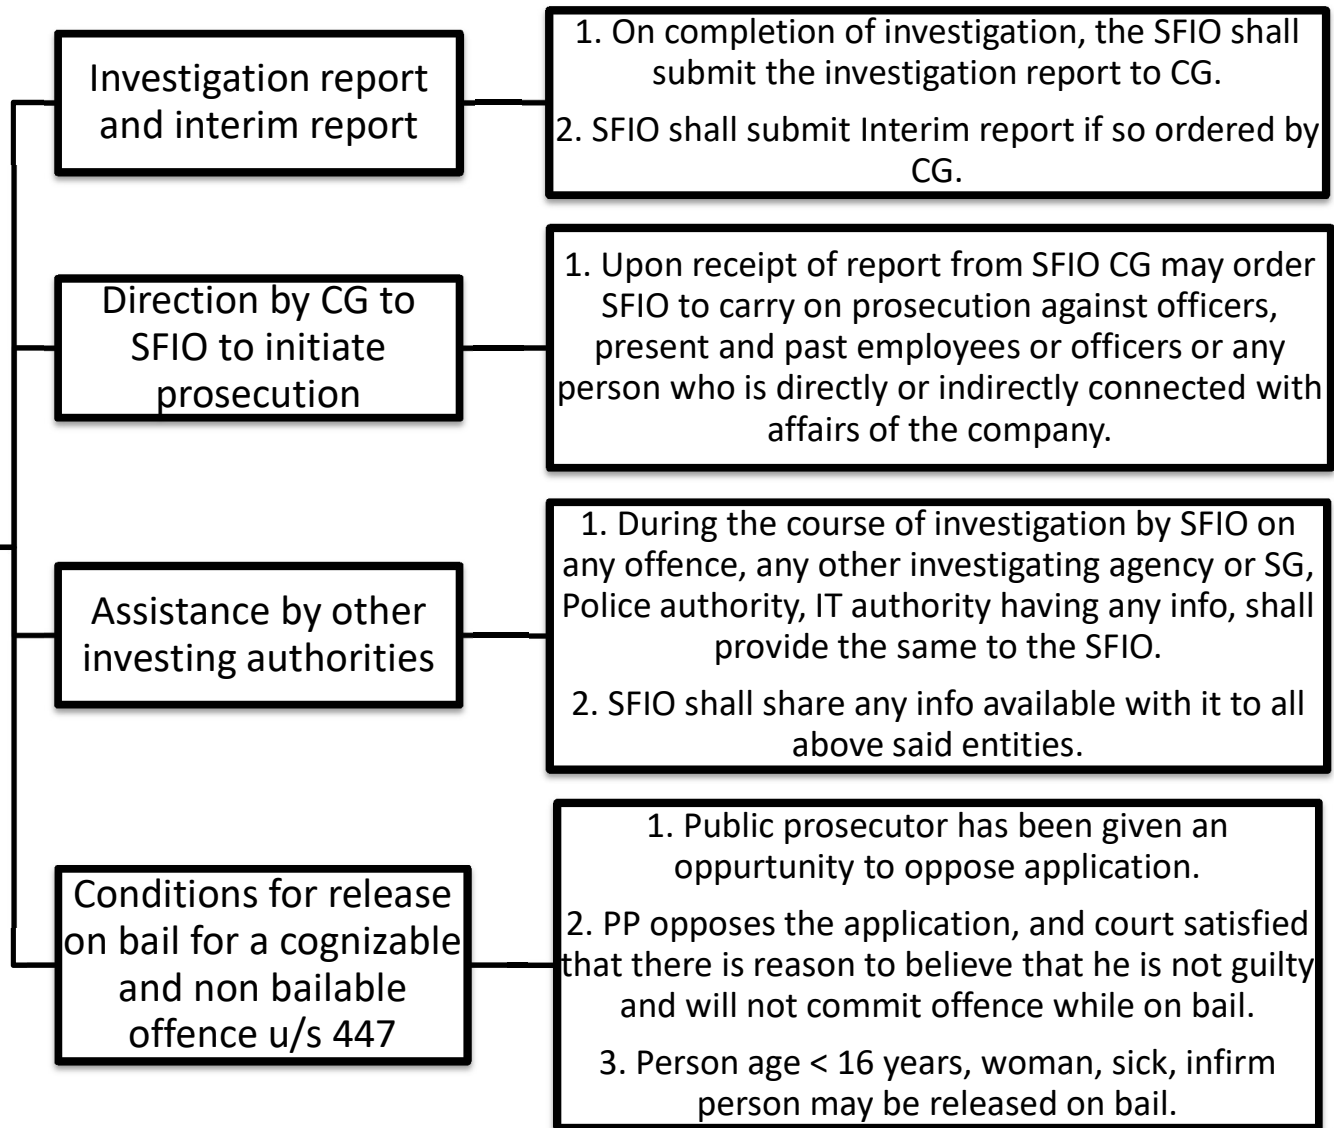 Investigation report
and interim report
1. On completion of investigation, the SFIO shall
submit the investigation report to CG.
2. SFIO shall submit Interim report if so ordered by
CG.
Direction by CG to
SFIO to initiate
prosecution
1. Upon receipt of report from SFIO CG may order
SFIO to carry on prosecution against officers,
present and past employees or officers or any
person who is directly or indirectly connected with
affairs of the company.
Assistance by other
investing authorities
1. During the course of investigation by SFIO on
any offence, any other investigating agency or SG,
Police authority, IT authority having any info, shall
provide the same to the SFIO.
2. SFIO shall share any info available with it to all
above said entities.
Conditions for release
on bail for a cognizable
and non bailable
offence u/s 447
1. Public prosecutor has been given an
oppurtunity to oppose application.
2. PP opposes the application, and court satisfied
that there is reason to believe that he is not guilty
and will not commit offence while on bail.
3. Person age < 16 years, woman, sick, infirm
person may be released on bail.